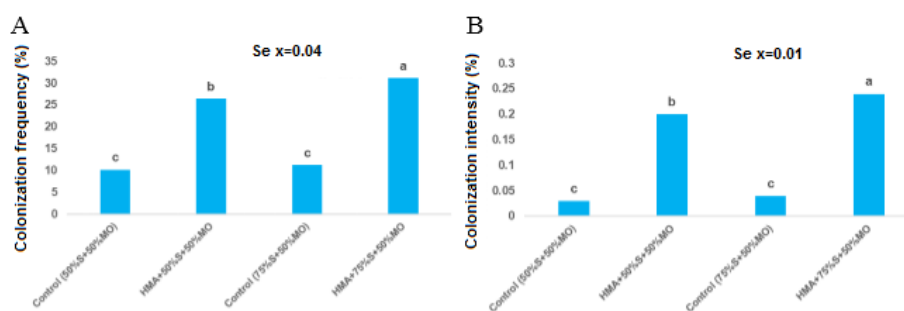 A
Se x=0.04
Colonization frequency (%)
35
30
25
20
15
10
5
0
c
b
c
a
Control (50%S+50%MO)
HMA+50%S+50%MO
Control (75%S+50%MO)
HMA+75%S+50%MO
B
Se x=0.01
Colonization intensity (%)
0.3
0.25
0.2
0.15
0.1
0.05
0
c
b
c
a
Control (50%S+50%MO)
HMA+50%S+50%MO
Control (75%S+50%MO)
HMA+75%S+50%MO